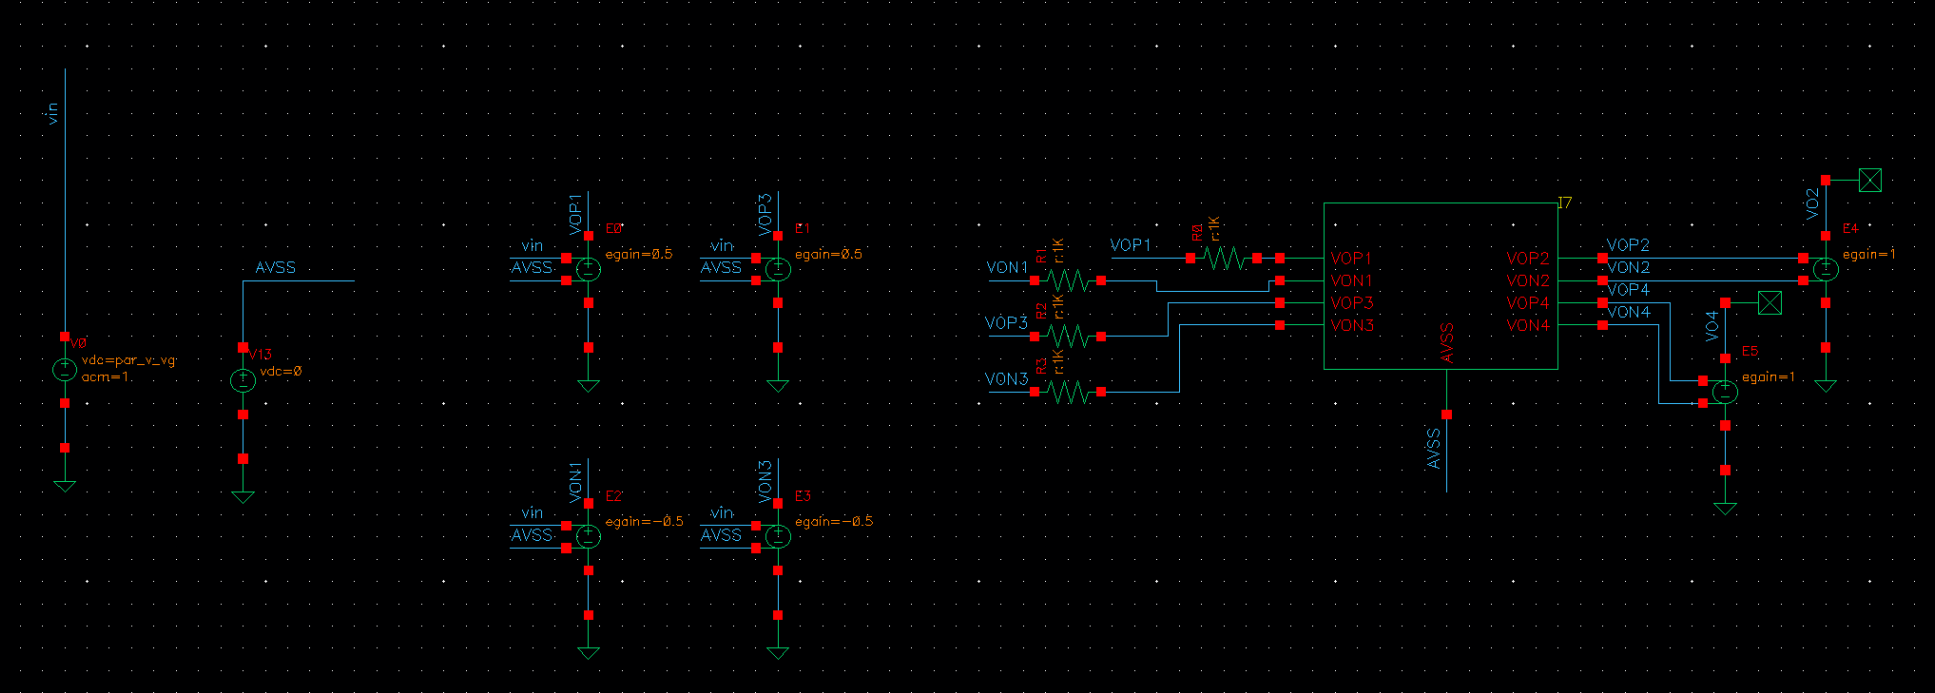 vin
V0
vdc=par_v_vg
acm=1
AVSS
V13
vdc=0
VOP1
E0
egain=0.5
vin
AVSS
VOP3
E1
egain=0.5
vin
AVSS
VON1
E2
egain=-0.5
vin
AVSS
VON3
E3
egain=-0.5
vin
AVSS
VOP1
R0
r:1K
VON1
R1
r:1K
VOP3
R2
r:1K
VON3
R3
r:1K
I7
VOP1
VON1
VOP3
VON3
VOP2
VON2
VOP4
VON4
AVSS
AVSS
VOP2
VON2
VOP4
VON4
VO2
E4
egain=1
VO4
E5
egain=1